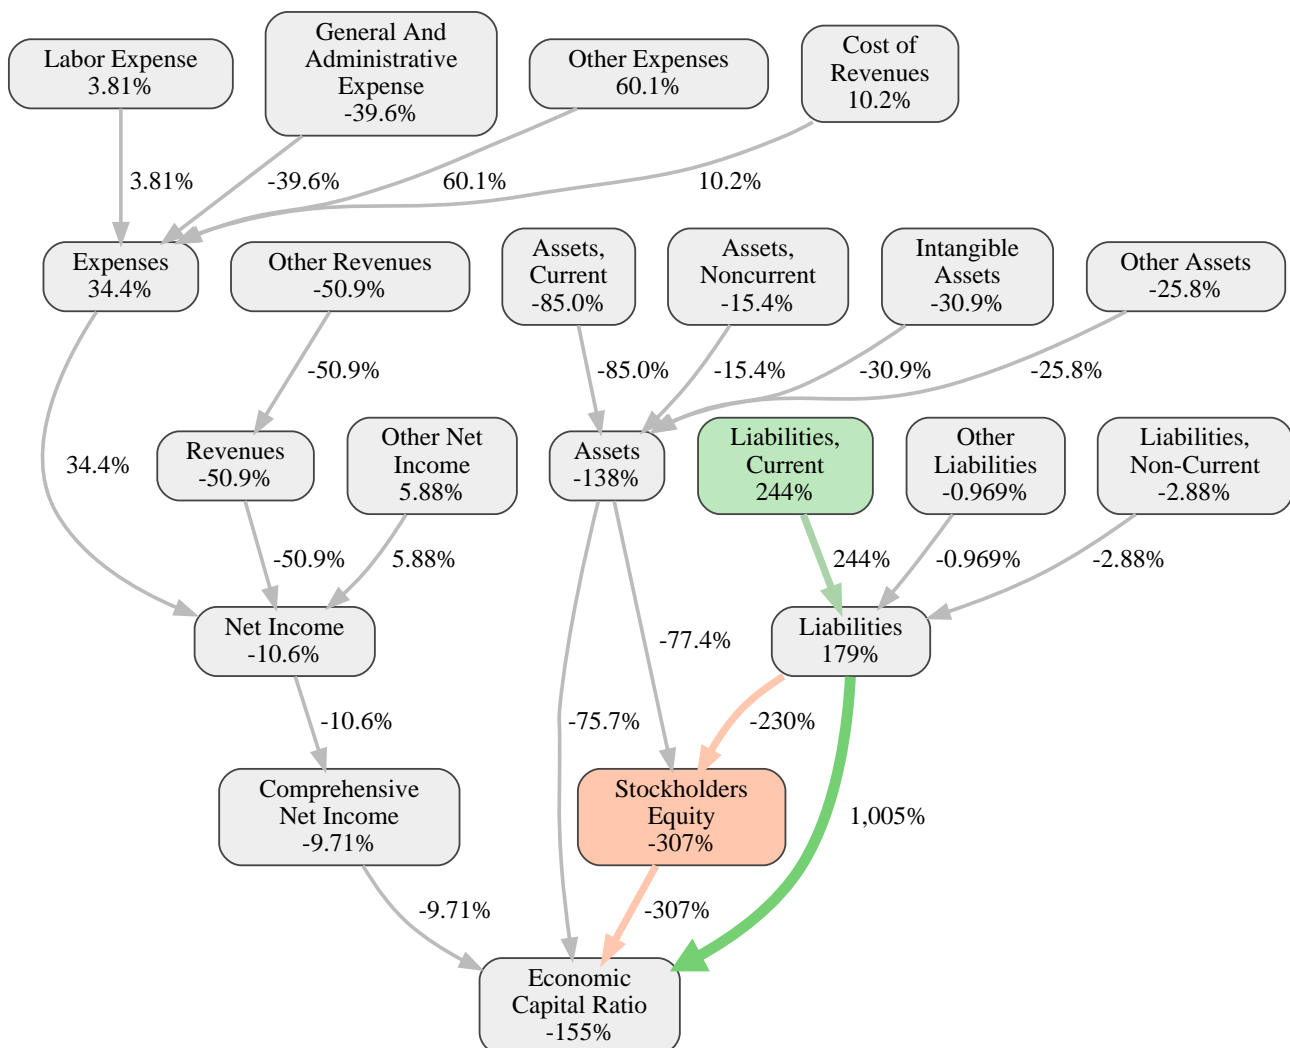 Labor Expense
3.81%
General And
Administrative
Expense
-39.6%
Other Expenses
60.1%
Cost of
Revenues
10.2%
3.81%
-39.6%
60.1%
10.2%
Expenses
34.4%
Other Revenues
-50.9%
Assets,
Current
-85.0%
Assets,
Noncurrent
-15.4%
Intangible
Assets
-30.9%
Other Assets
-25.8%
-50.9%
-85.0%
-15.4%
-30.9%
-25.8%
34.4%
Revenues
-50.9%
Other Net
Income
5.88%
Assets
-138%
Liabilities,
Current
244%
Other
Liabilities
-0.969%
Liabilities,
Non-Current
-2.88%
-50.9%
5.88%
244%
-0.969%
-2.88%
Net Income
-10.6%
-77.4%
Liabilities
179%
-10.6%
-75.7%
-230%
1,005%
Comprehensive
Net Income
-9.71%
Stockholders
Equity
-307%
-9.71%
-307%
Economic
Capital Ratio
-155%